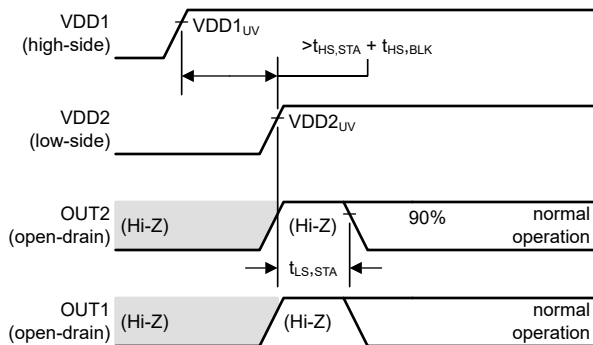 VDD1
(high-side)
VDD1UV
>tHS,STA + tHS,BLK
VDD2
(low-side)
VDD2UV
OUT2
(open-drain)
(Hi-Z)
(Hi-Z)
90%
normal
operation
tLS,STA
OUT1
(open-drain)
(Hi-Z)
(Hi-Z)
normal
operation